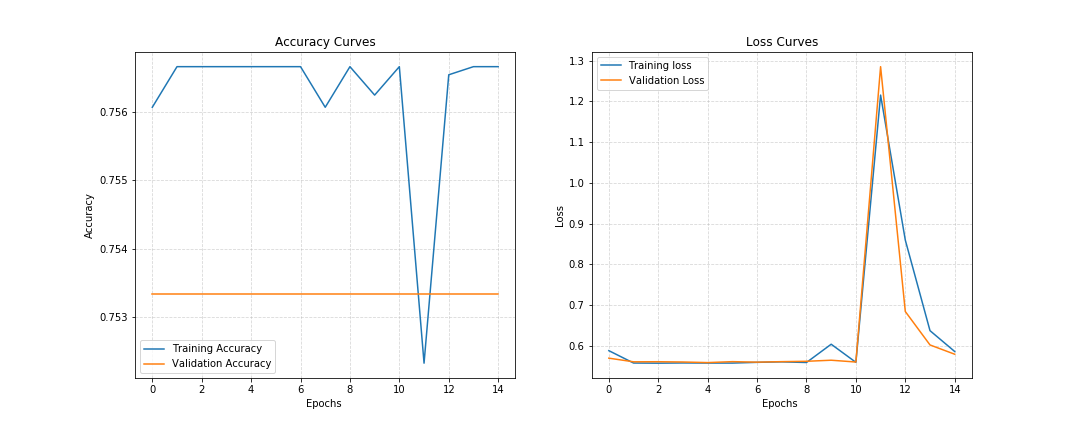 Accuracy Curves
0.756
0.755
0.754
0.753
Accuracy
Training Accuracy
Validation Accuracy
0 2 4 6 8 10 12 14
Epochs
Loss Curves
1.3
1.2
1.1
1.0
0.9
0.8
0.7
0.6
Loss
Training loss
Validation Loss
0 2 4 6 8 10 12 14
Epochs